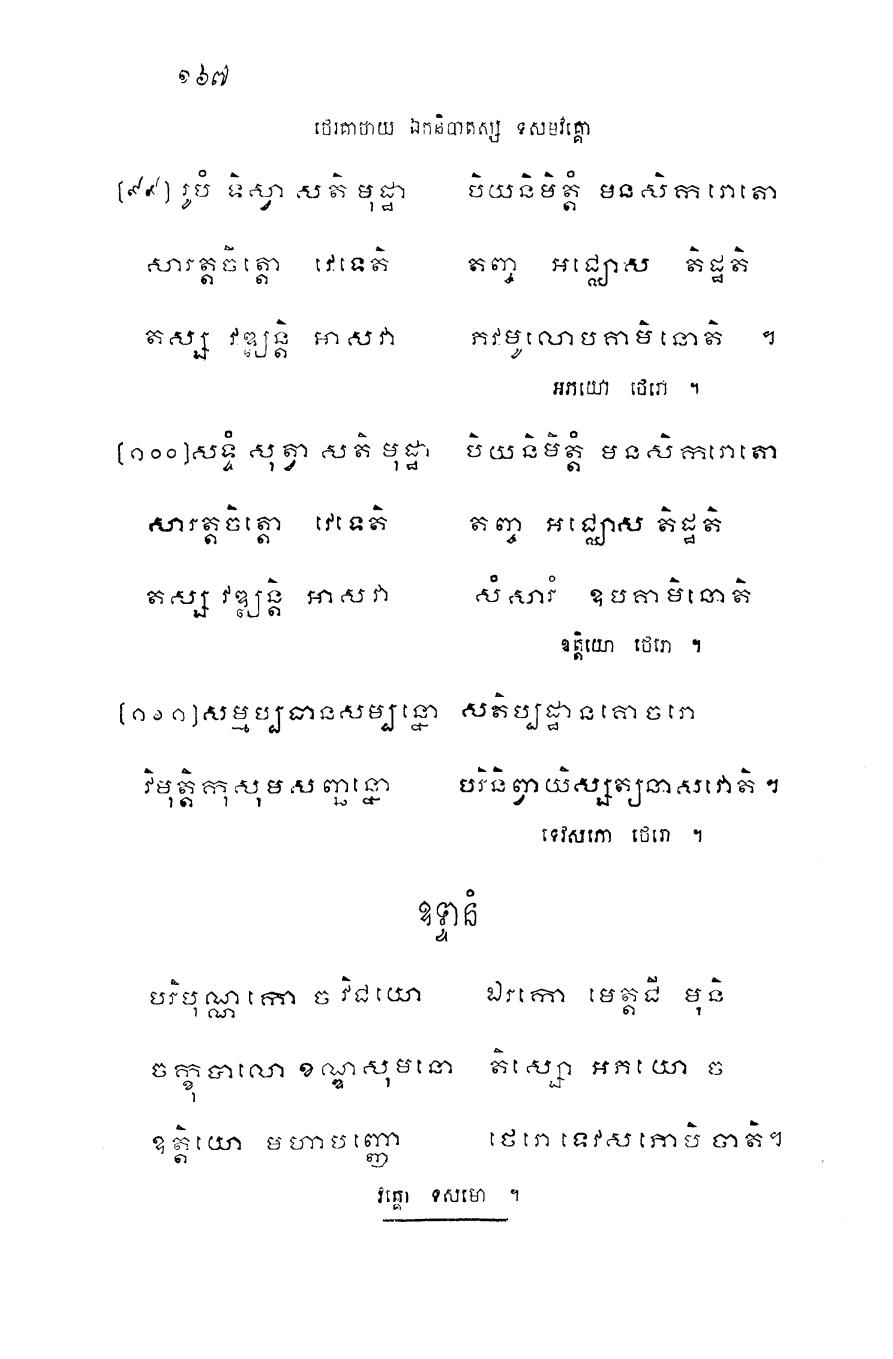 ១៦៧
ថេរគាថាយ ឯកនិបាតស្ស ទសមវគ្គោ
[៩៩] រូបំ ទិស្វា សតិ មុដ្ឋា បិយនិមិត្តំ មនសិករោតោ
សារត្តចិត្តោ វេទេតិ តញ្ច អជ្ឈោស តិដ្ឋតិ
តស្ស វឌ្ឍន្តិ អាសវា ភវមូលោបគាមិនោតិ ។
អភយោ ថេរោ ។
[១០០] សទ្ទំ សុត្វា សតិ មុដ្ឋា បិយនិមិត្តំ មនសិករោតោ
សារត្តចិត្តោ វេទេតិ តញ្ច អជ្ឈោស តិដ្ឋតិ
តស្ស វឌ្ឍន្តិ អាសវា សំសារំ ឧបគាមិនោតិ
ឧត្តិយោ ថេរោ ។
[១០១] សម្មប្បធានសម្បន្នោ សតិប្បដ្ឋានគោចរោ
វិមុត្តិកុសុមសញ្ឆន្នោ បរិនិព្វាយិស្សត្យនាសវោតិ ។
ទេវសភោ ថេរោ ។
ឧទ្ទានំ
បរិបុណ្ណកោ ច វិជយោ ឯរកោ មេត្តជី មុនិ
ចក្ខុបាលោ ខណ្ឌសុមនោ តិស្សោ អភយោ ច
ឧត្តិយោ មហាបញ្ញោ ថេរោ ទេវសភោបិ ចាតិ។
វគ្គោ ទសមោ ។